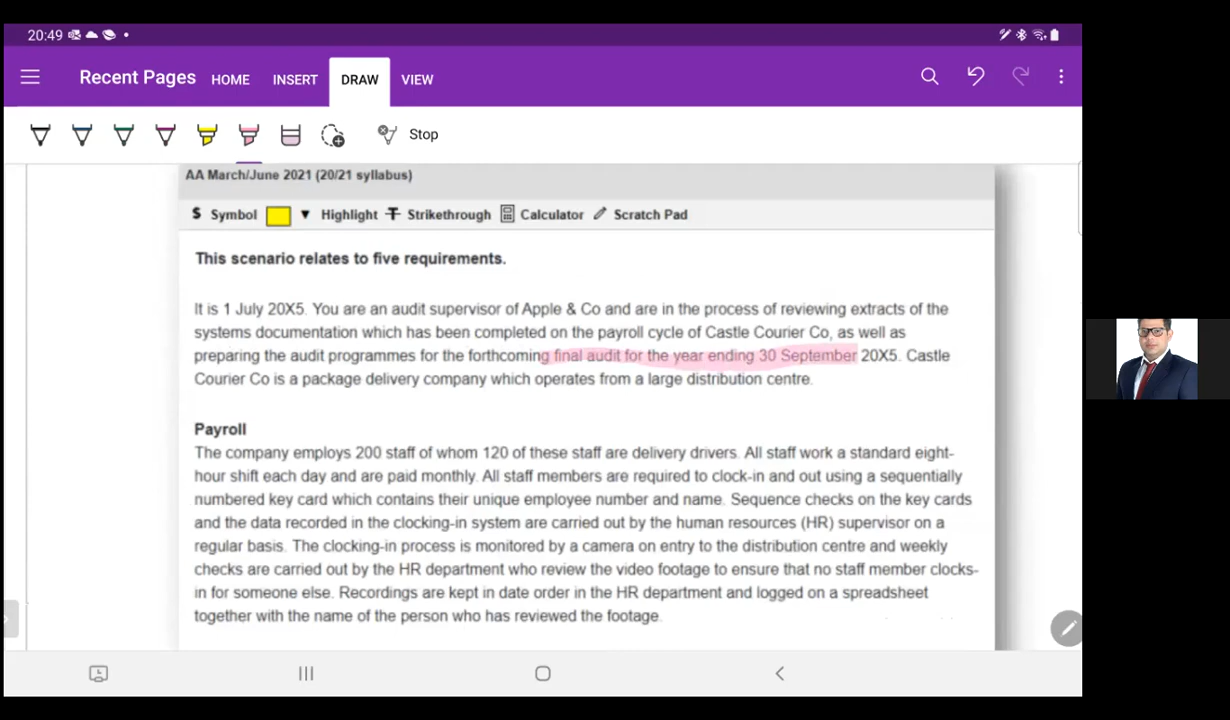 20:49
Recent Pages HOME INSERT DRAW VIEW
Stop
AA March/June 2021 (20/21 syllabus)
$ Symbol Highlight T Strikethrough Calculator Scratch Pad
This scenario relates to five requirements.
It is 1 July 20X5. You are an audit supervisor of Apple & Co and are in the process of reviewing extracts of the
systems documentation which has been completed on the payroll cycle of Castle Courier Co, as well as
preparing the audit programmes for the forthcoming final audit for the year ending 30 September 20X5. Castle
Courier Co is a package delivery company which operates from a large distribution centre.
Payroll
The company employs 200 staff of whom 120 of these staff are delivery drivers. All staff work a standard eight-
hour shift each day and are paid monthly. All staff members are required to clock-in and out using a sequentially
numbered key card which contains their unique employee number and name. Sequence checks on the key cards
and the data recorded in the clocking-in system are carried out by the human resources (HR) supervisor on a
regular basis. The clocking-in process is monitored by a camera on entry to the distribution centre and weekly
checks are carried out by the HR department who review the video footage to ensure that no staff member clocks-
in for someone else. Recordings are kept in date order in the HR department and logged on a spreadsheet
together with the name of the person who has reviewed the footage.